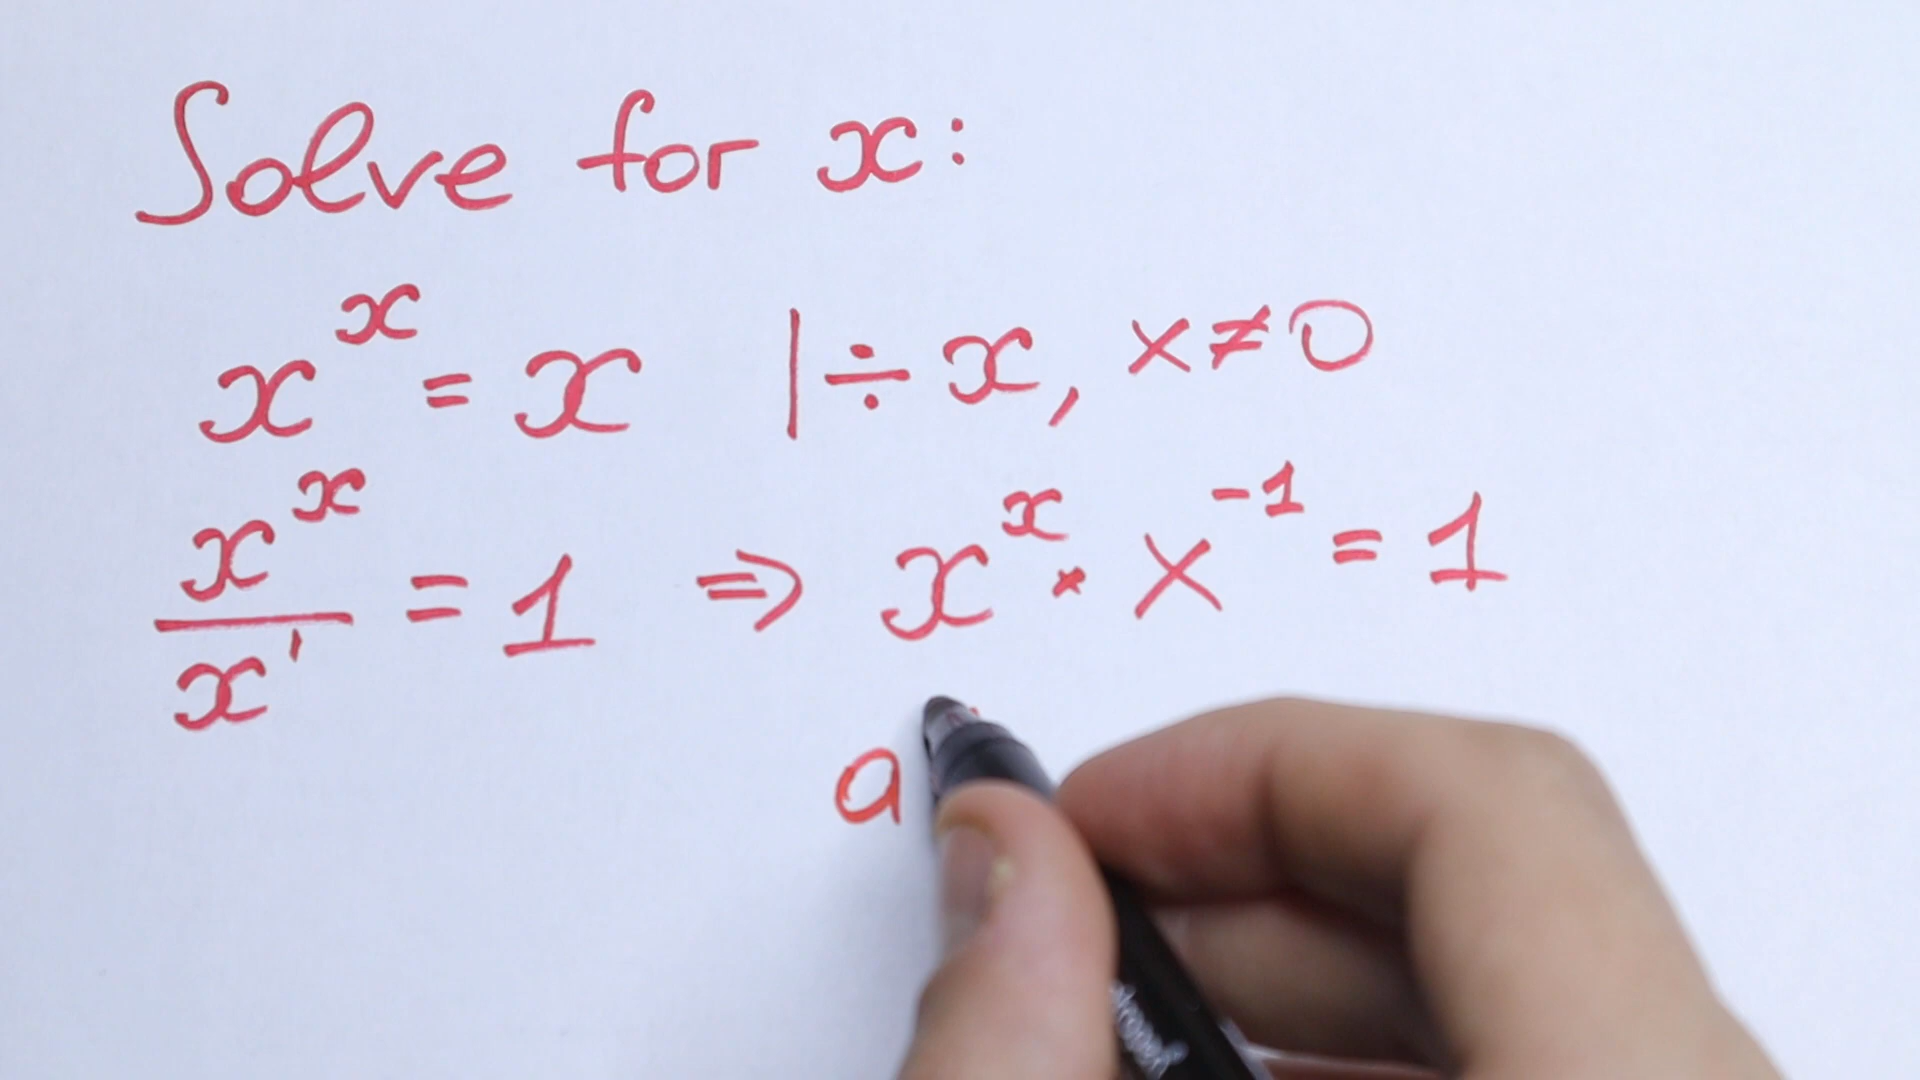 Solve for x:
x^x = x | ÷ x, x ≠ 0
x^x / x^1 = 1 ⇒ x^x · x^-1 = 1
a